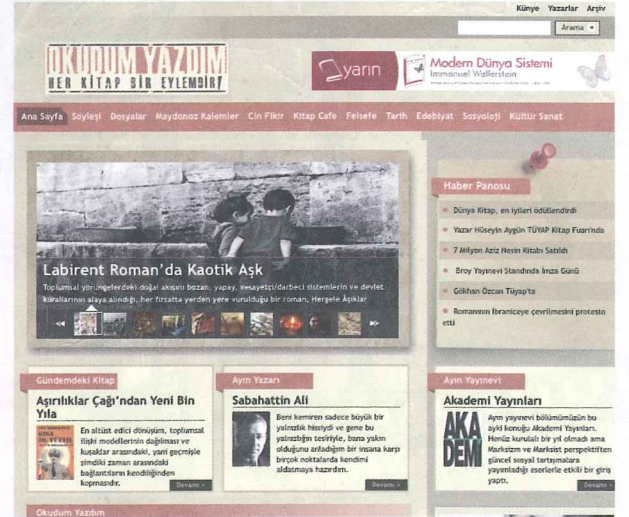 Künye Yazarlar Arşiv
Arama
OKUDUM YAZDIM
HER KİTAP BİR EYLEMDİR!
yarın
Modern Dünya Sistemi
Immanuel Wallerstein
Ana Sayfa Söyleşi Dosyalar Maydonoz Kalemler Cin Fikir Kitap Cafe Felsefe Tarih Edebiyat Sosyoloji Kültür Sanat
Labirent Roman'da Kaotik Aşk
Toplumsal yörüngelerdeki doğal akışını bozan, yapay, vesayetçi/darbeci sistemlerin ve devlet
kurallarının alaya alındığı, her fırsatta yerden yere vurulduğu bir roman, Hergele Aşıklar
Haber Panosu
Dünya Kitap, en iyileri ödüllendirdi
Yazar Hüseyin Aygün TÜYAP Kitap Fuarı'nda
7 Milyon Aziz Nesin Kitabı Satıldı
Broy Yayınevi Standında İmza Günü
Gökhan Özcan Tüyap'ta
Romanının İbraniceye çevrilmesini protesto
etti
Gündemdeki Kitap
Aşırılıklar Çağı'ndan Yeni Bin
Yıla
En altüst edici dönüşüm, toplumsal
ilişki modellerinin dağılması ve
kuşaklar arasındaki, yani geçmişle
şimdiki zaman arasındaki
bağlantıların kendiliğinden
kopmasıdır.
Devamı
Ayın Yazarı
Sabahattin Ali
Beni kemiren sadece büyük bir
yalnızlık hissiydi ve gene bu
yalnızlığın tesiriyle, bana yakın
olduğunu anladığım bir insana karşı
birçok noktalarda kendimi
aldatmaya hazırdım.
Devamı
Ayın Yayınevi
Akademi Yayınları
AKA
DEMİ
Ayın yayınevi bölümümüzün bu
ayki konuğu Akademi Yayınları.
Henüz kurulalı bir yıl olmadı ama
Marksizm ve Marksist perspektiften
güncel sosyal tartışmalara
yayımladığı eserlerle etkili bir giriş
yaptı.
Devamı
Okudum Yazdım